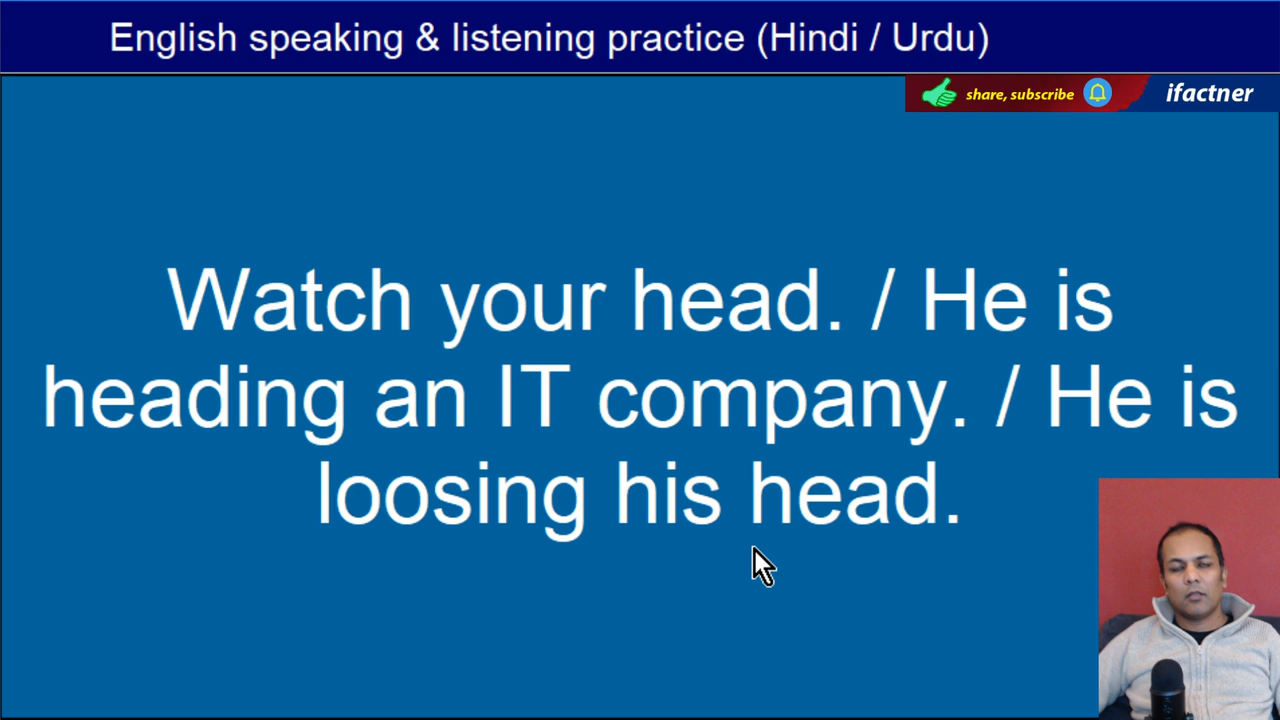 English speaking & listening practice (Hindi / Urdu)
share, subscribe
ifactner
Watch your head. / He is
heading an IT company. / He is
loosing his head.